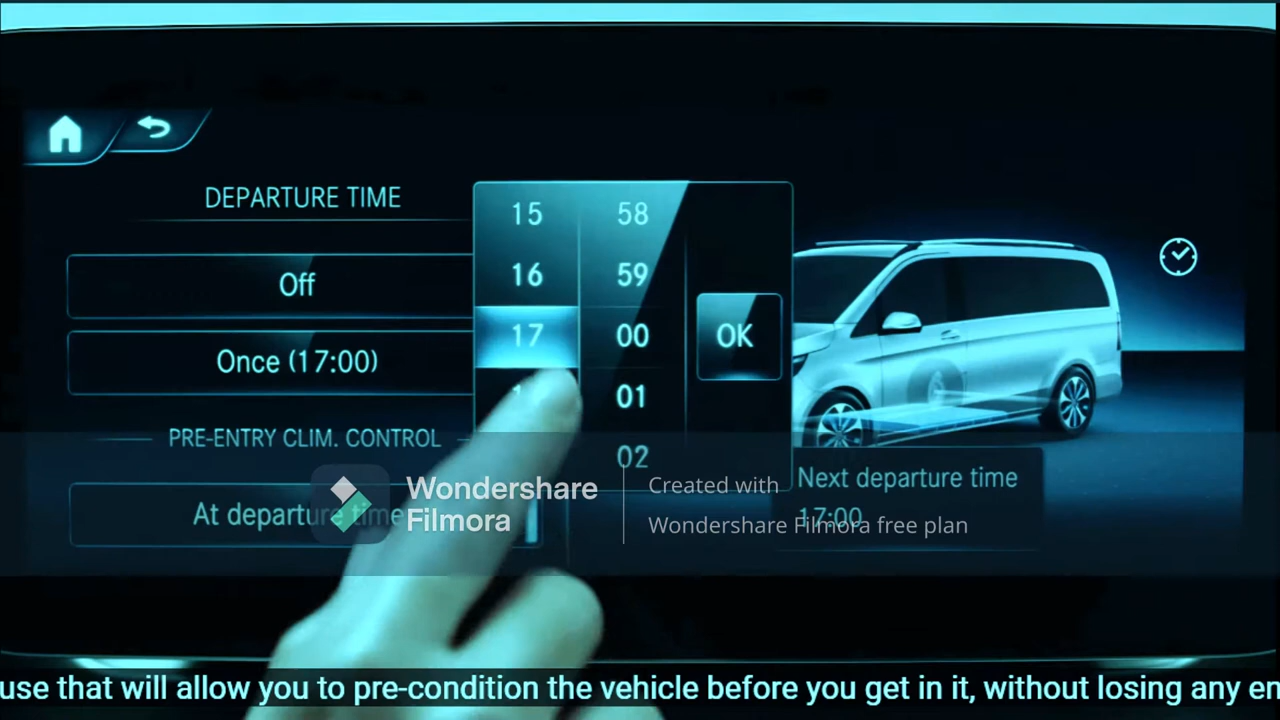 DEPARTURE TIME
Off
Once (17:00)
PRE-ENTRY CLIM. CONTROL
At departure time
15 58
16 59
17 00
01
02
OK
Next departure time
17:00
Wondershare
Filmora
Created with
Wondershare Filmora free plan
use that will allow you to pre-condition the vehicle before you get in it, without losing any en